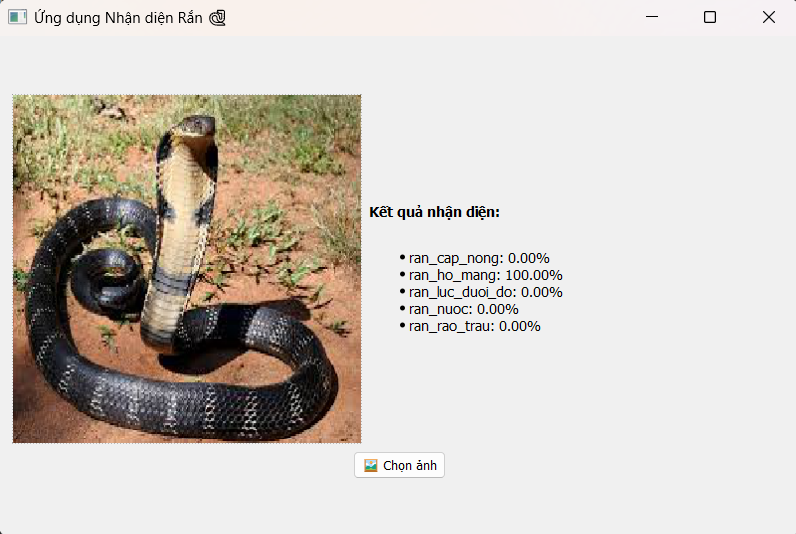 Ứng dụng Nhận diện Rắn
Kết quả nhận diện:
• ran_cap_nong: 0.00%
• ran_ho_mang: 100.00%
• ran_luc_duoi_do: 0.00%
• ran_nuoc: 0.00%
• ran_rao_trau: 0.00%
Chọn ảnh